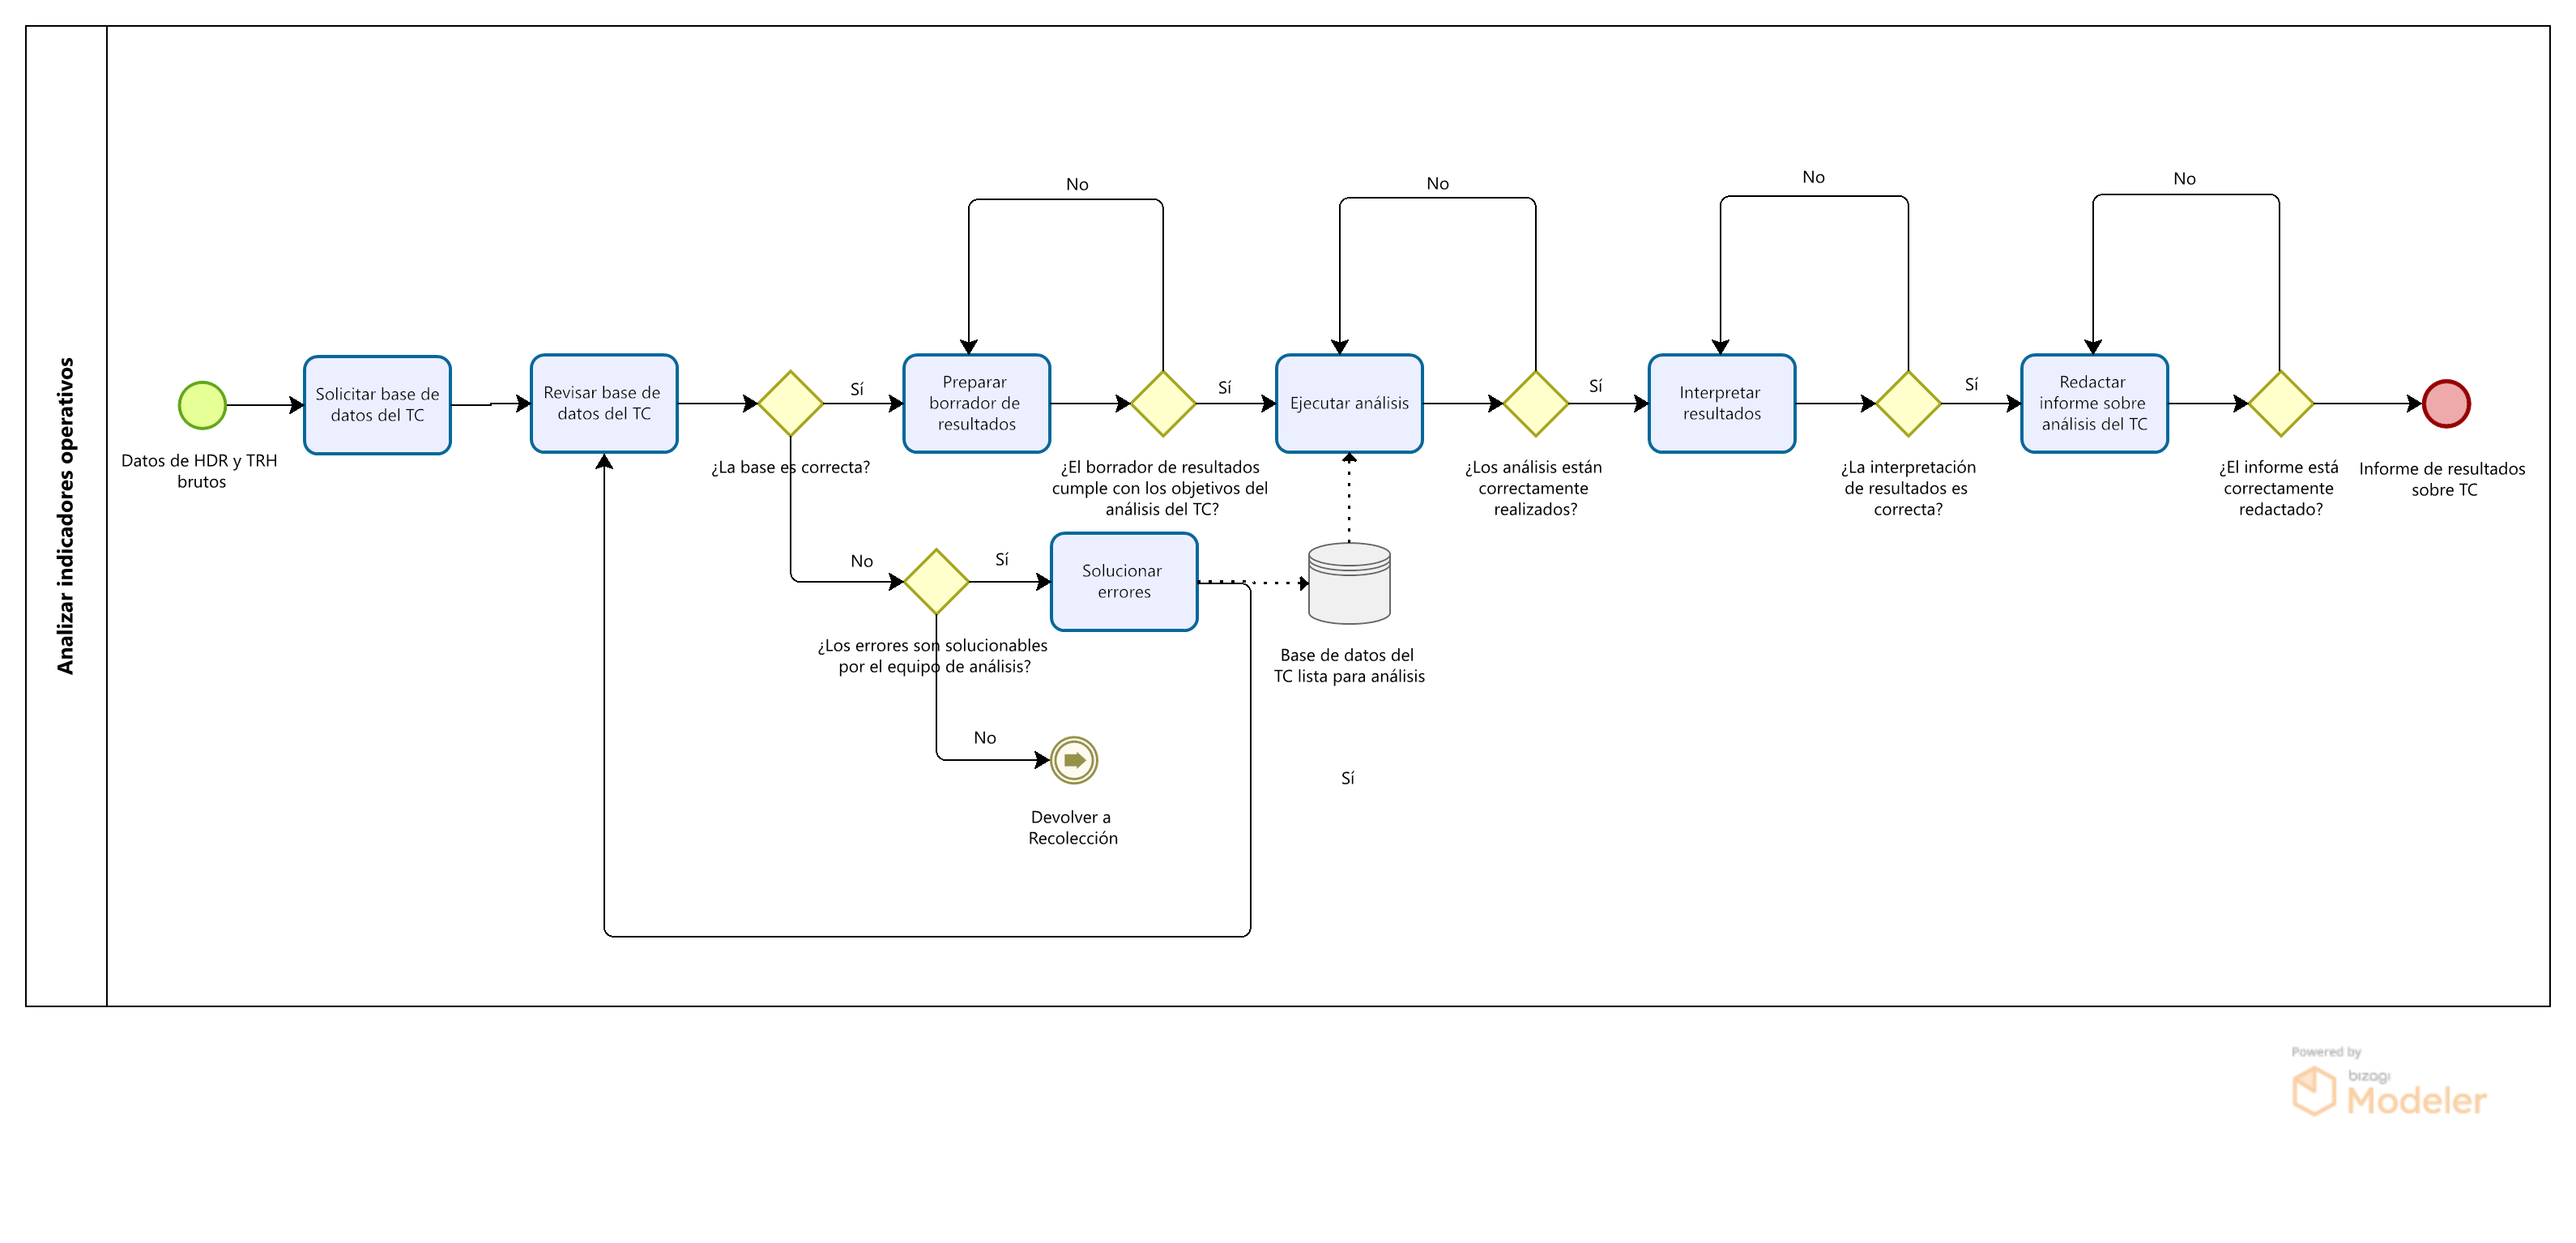 Analizar indicadores operativos
No
No
No
No
Datos de HDR y TRH
brutos
Solicitar base de
datos del TC
Revisar base de
datos del TC
¿La base es correcta?
Sí
Preparar
borrador de
resultados
¿El borrador de resultados
cumple con los objetivos del
análisis del TC?
Sí
Ejecutar análisis
¿Los análisis están
correctamente
realizados?
Sí
Interpretar
resultados
¿La interpretación
de resultados es
correcta?
Sí
Redactar
informe sobre
análisis del TC
¿El informe está
correctamente
redactado?
Informe de resultados
sobre TC
No
¿Los errores son solucionables
por el equipo de análisis?
Sí
Solucionar
errores
Base de datos del
TC lista para análisis
No
Devolver a
Recolección
Sí
Powered by
bizagi
Modeler